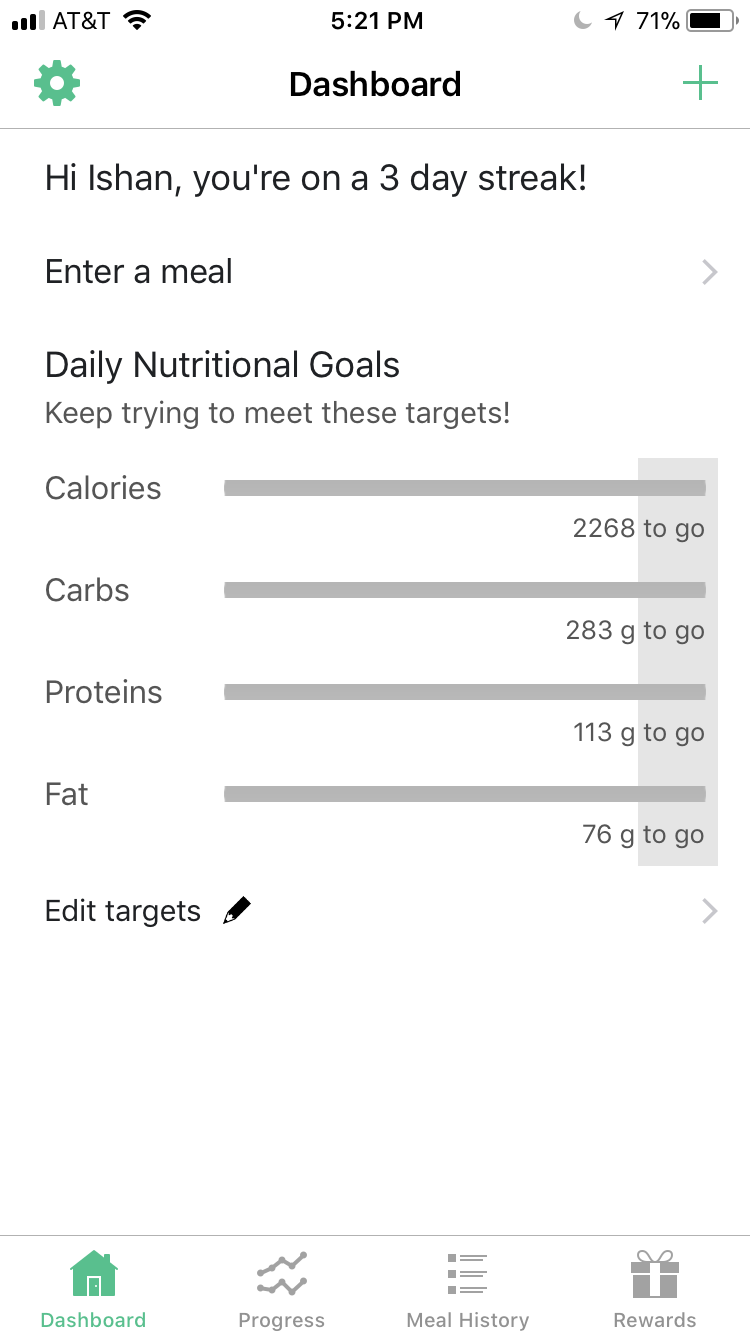 AT&T 5:21 PM 71%
Dashboard
Hi Ishan, you're on a 3 day streak!
Enter a meal
Daily Nutritional Goals
Keep trying to meet these targets!
Calories
2268 to go
Carbs
283 g to go
Proteins
113 g to go
Fat
76 g to go
Edit targets
Dashboard Progress Meal History Rewards